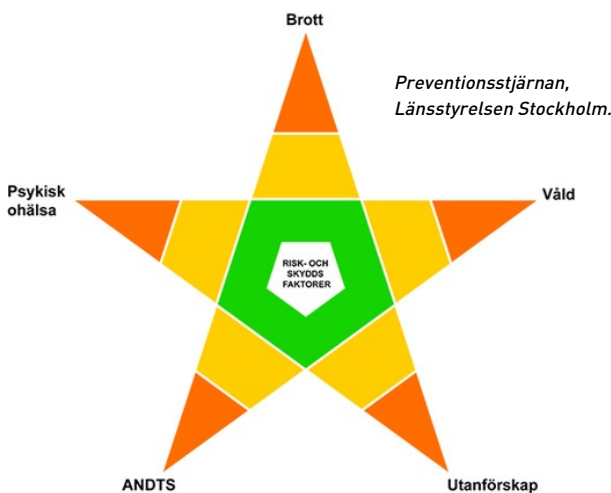 Brott
Preventionsstjärnan,
Länsstyrelsen Stockholm.
Psykisk
ohälsa
Våld
RISK- OCH
SKYDDS
FAKTORER
ANDTS
Utanförskap